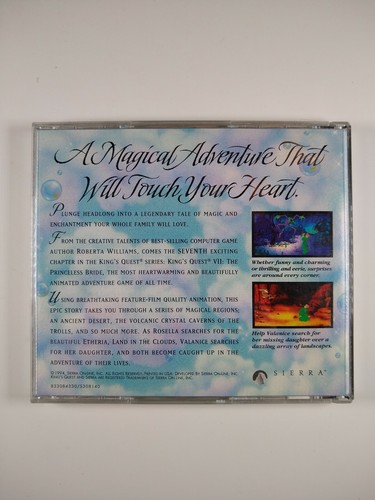 A Magical Adventure That
Will Touch Your Heart.
PLUNGE HEADLONG INTO A LEGENDARY TALE OF MAGIC AND
ENCHANTMENT YOUR WHOLE FAMILY WILL LOVE.
FROM THE CREATIVE TALENTS OF BEST-SELLING COMPUTER GAME
AUTHOR ROBERTA WILLIAMS, COMES THE SEVENTH EXCITING
CHAPTER IN THE KING'S QUEST® SERIES: KING'S QUEST® VII: THE
PRINCELESS BRIDE, THE MOST HEARTWARMING AND BEAUTIFULLY
ANIMATED ADVENTURE GAME OF ALL TIME.
USING BREATHTAKING FEATURE-FILM QUALITY ANIMATION, THIS
EPIC STORY TAKES YOU THROUGH A SERIES OF MAGICAL REGIONS;
AN ANCIENT DESERT, THE VOLCANIC CRYSTAL CAVERNS OF THE
TROLLS, AND SO MUCH MORE. AS ROSELLA SEARCHES FOR THE
BEAUTIFUL ETHERIA, LAND IN THE CLOUDS, VALANICE SEARCHES
FOR HER DAUGHTER, AND BOTH BECOME CAUGHT UP IN THE
ADVENTURE OF THEIR LIVES.
Whether funny and charming
or thrilling and eerie, surprises
are around every corner.
Help Valanice search for
her missing daughter over a
dazzling array of landscapes.
SIERRA®